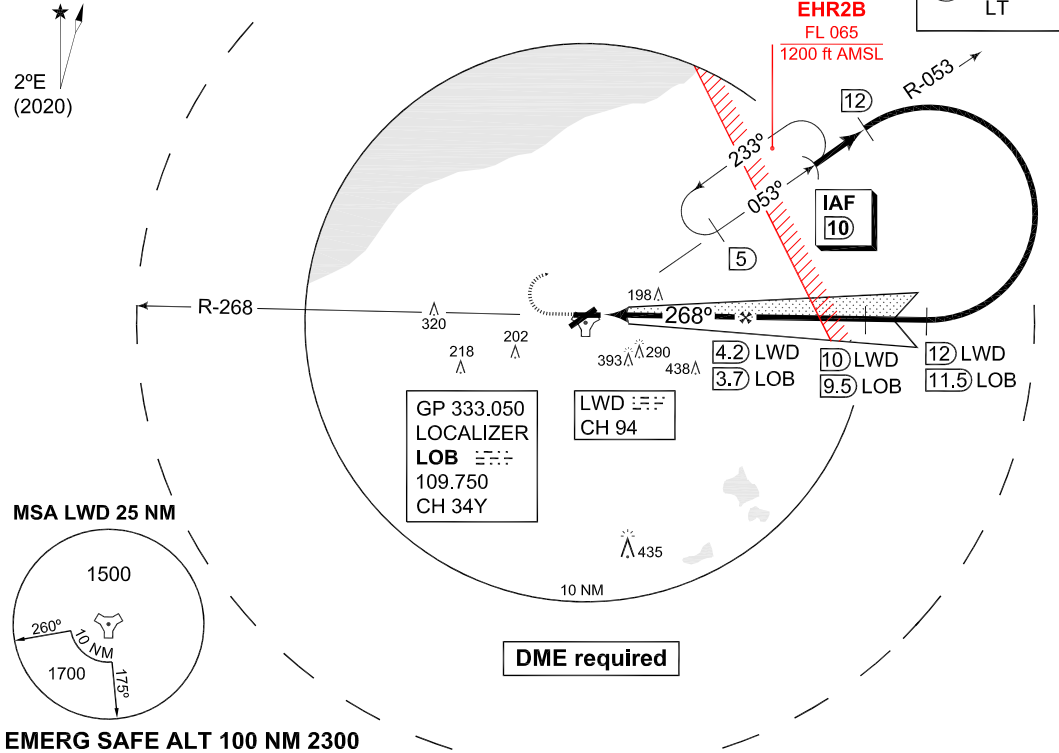 EHR2B
FL 065
1200 ft AMSL
LT
2ºE
(2020)
R-053
12
233º
053º
IAF
10
5
R-268
198
268º
320
202
218
393
290
438
4.2 LWD
3.7 LOB
10 LWD
9.5 LOB
12 LWD
11.5 LOB
GP 333.050
LOCALIZER
LOB
109.750
CH 34Y
LWD
CH 94
435
10 NM
MSA LWD 25 NM
1500
260º
10 NM
1700
175º
DME required
EMERG SAFE ALT 100 NM 2300